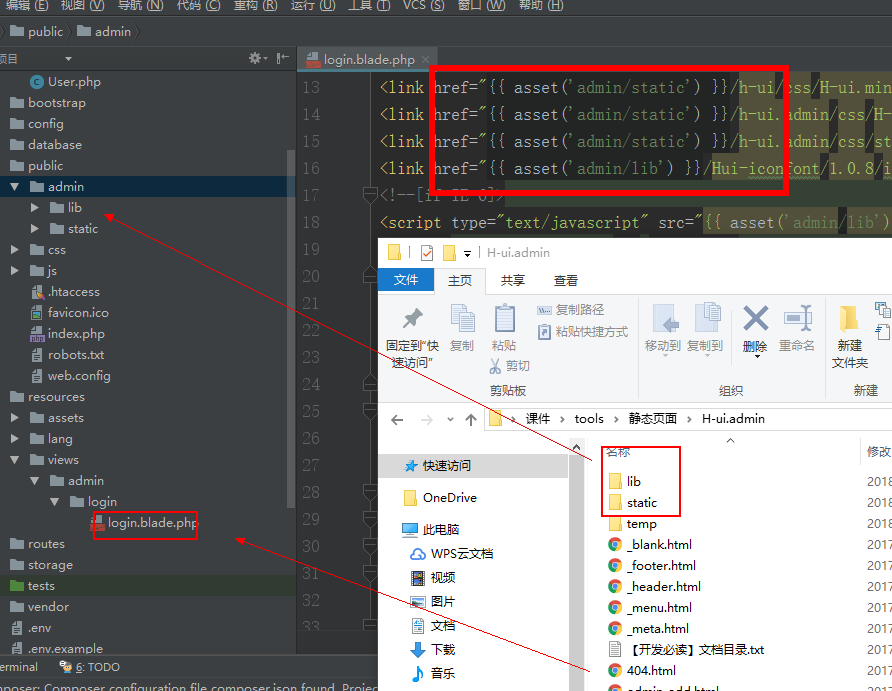 编辑 (E) 视图 (V) 导航 (N) 代码 (C) 重构 (R) 运行 (U) 工具 (T) VCS (S) 窗口 (W) 帮助 (H)
public admin
项目
login.blade.php ×
User.php
bootstrap
config
database
public
admin
lib
static
css
js
.htaccess
favicon.ico
index.php
robots.txt
web.config
resources
assets
lang
views
admin
login
login.blade.php
routes
storage
tests
vendor
.env
.env.example
13 <link href="{{ asset('admin/static') }}/h-ui/css/H-ui.min
14 <link href="{{ asset('admin/static') }}/h-ui.admin/css/H-
15 <link href="{{ asset('admin/static') }}/h-ui.admin/css/st
16 <link href="{{ asset('admin/lib') }}/Hui-iconfont/1.0.8/i
17 <!--[if IE 6]>
18 <script type="text/javascript" src="{{ asset('admin/lib')
19
20
21
22
23
24
25
26
27
28
29
30
31
32
33
H-ui.admin
文件 主页 共享 查看
固定到"快速访问"
复制
粘贴
复制路径
粘贴快捷方式
剪切
移动到 复制到
删除 重命名
新建
文件夹
剪贴板 组织 新建
课件 › tools › 静态页面 › H-ui.admin
快速访问
OneDrive
此电脑
WPS云文档
视频
图片
文档
下载
音乐
名称 修改
lib 2018
static 2018
temp 2018
_blank.html 2017
_footer.html 2017
_header.html 2017
_menu.html 2017
_meta.html 2017
【开发必读】文档目录.txt 2017
404.html 2017
admin-add.html 2017
erminal 6: TODO
mposer: Composer configuration file composer.json found. Projec